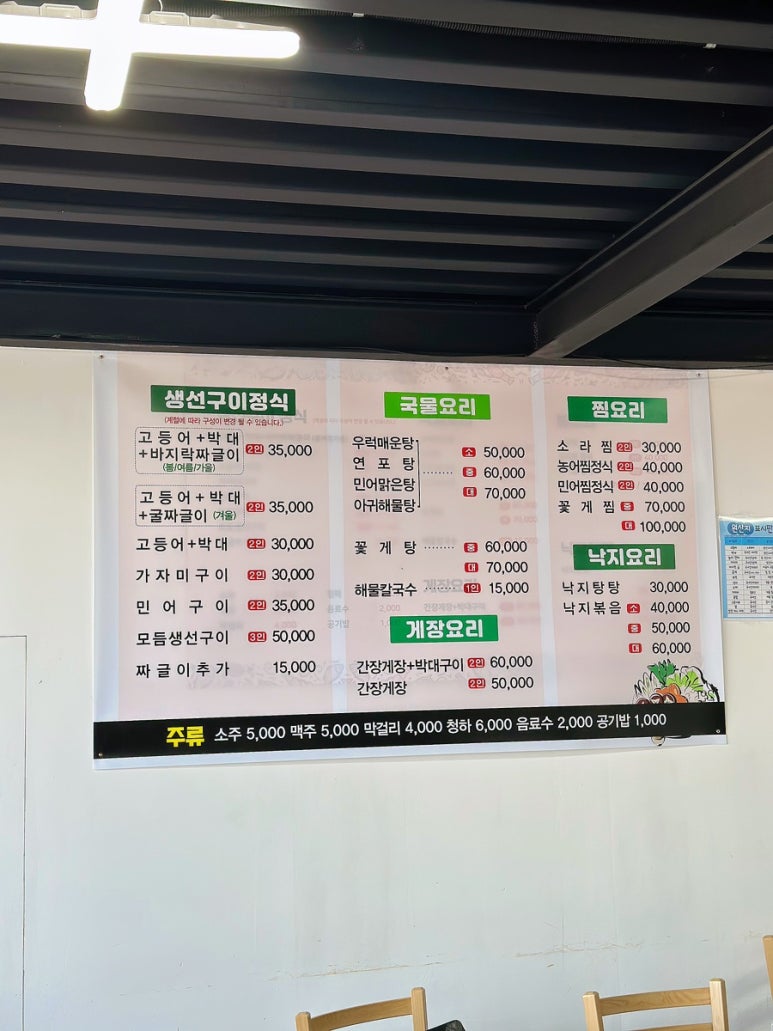 생선구이정식
(계절에 따라 구성이 변경 될 수 있습니다.)
고등어+박대
+바지락짜글이 2인 35,000
(봄/여름/가을)
고등어+박대
+굴짜글이 (겨울) 2인 35,000
고등어+박대 2인 30,000
가자미구이 2인 30,000
민어구이 2인 35,000
모듬생선구이 3인 50,000
짜글이추가 15,000
국물요리
우럭매운탕
연포탕
민어맑은탕
아귀해물탕
소 50,000
중 60,000
대 70,000
꽃게탕 중 60,000
대 70,000
해물칼국수 1인 15,000
게장요리
간장게장+박대구이 2인 60,000
간장게장 2인 50,000
찜요리
소라찜 2인 30,000
농어찜정식 2인 40,000
민어찜정식 2인 40,000
꽃게찜 중 70,000
대 100,000
낙지요리
낙지탕탕 30,000
낙지볶음 소 40,000
중 50,000
대 60,000
주류 소주 5,000 맥주 5,000 막걸리 4,000 청하 6,000 음료수 2,000 공기밥 1,000
원산지 표시판